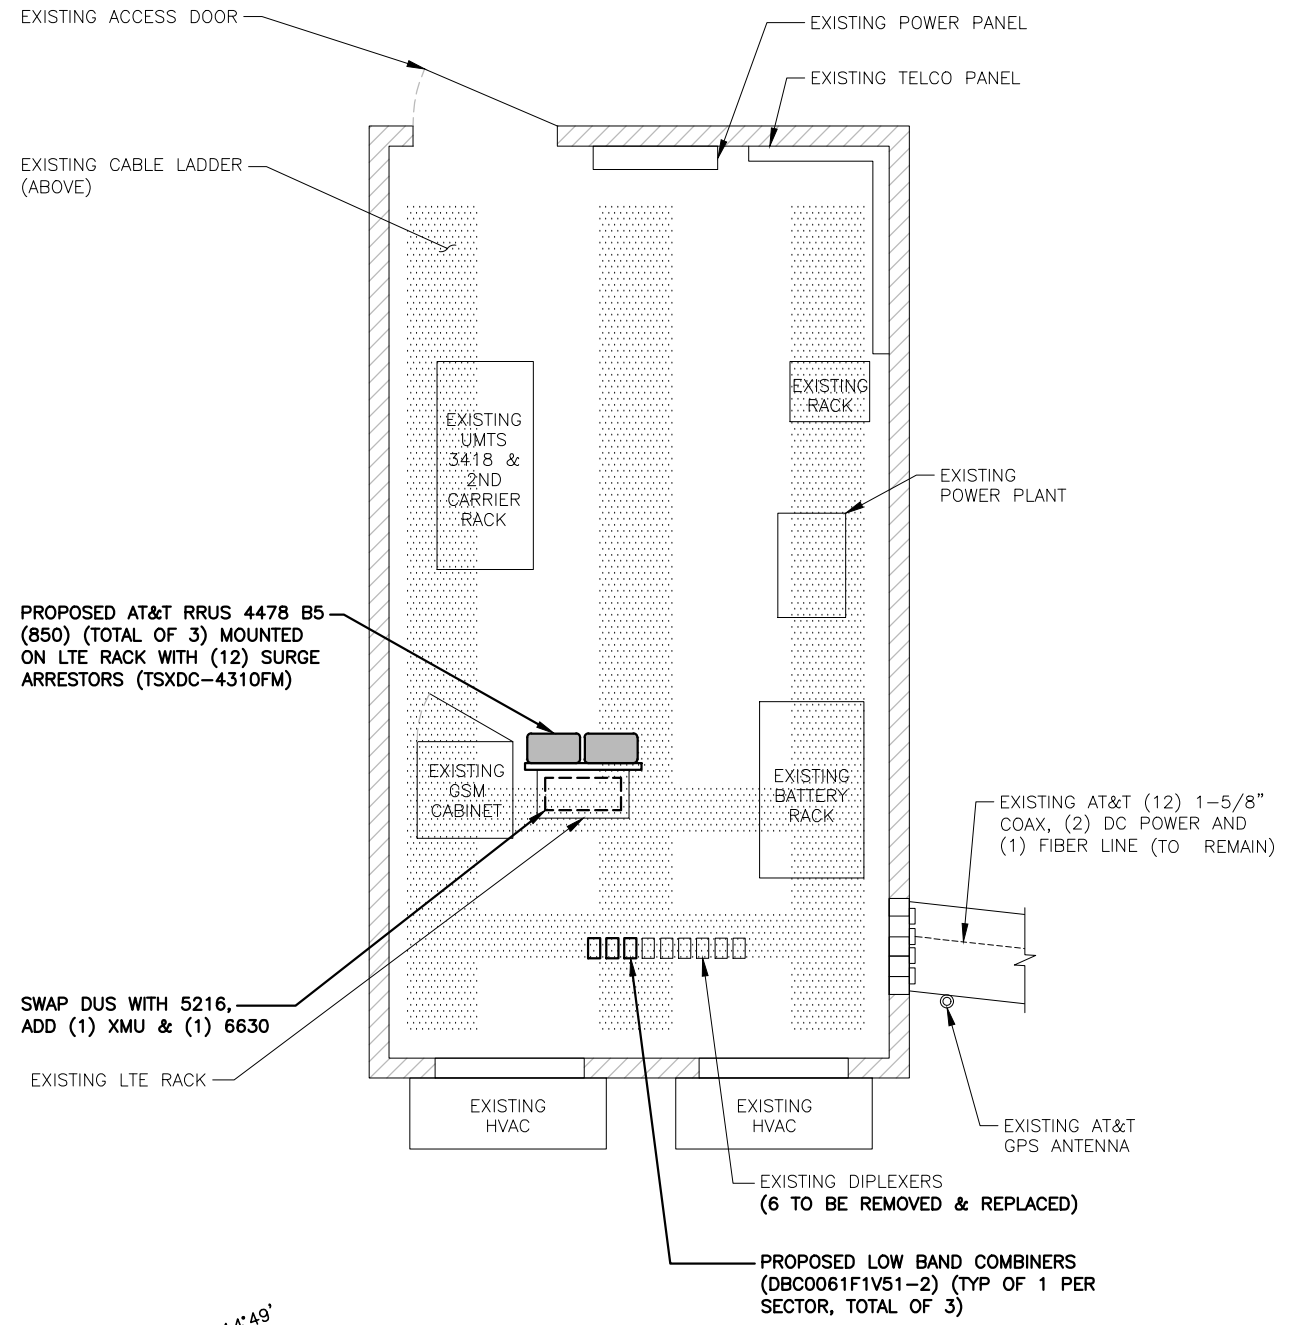 EXISTING ACCESS DOOR
EXISTING POWER PANEL
EXISTING TELCO PANEL
EXISTING CABLE LADDER
(ABOVE)
EXISTING
RACK
EXISTING
UMTS
3418 &
2ND
CARRIER
RACK
EXISTING
POWER PLANT
PROPOSED AT&T RRUS 4478 B5
(850) (TOTAL OF 3) MOUNTED
ON LTE RACK WITH (12) SURGE
ARRESTORS (TSXDC-4310FM)
EXISTING
GSM
CABINET
EXISTING
BATTERY
RACK
EXISTING AT&T (12) 1-5/8"
COAX, (2) DC POWER AND
(1) FIBER LINE (TO REMAIN)
SWAP DUS WITH 5216,
ADD (1) XMU & (1) 6630
EXISTING LTE RACK
EXISTING
HVAC
EXISTING
HVAC
EXISTING AT&T
GPS ANTENNA
EXISTING DIPLEXERS
(6 TO BE REMOVED & REPLACED)
PROPOSED LOW BAND COMBINERS
(DBC0061F1V51-2) (TYP OF 1 PER
SECTOR, TOTAL OF 3)